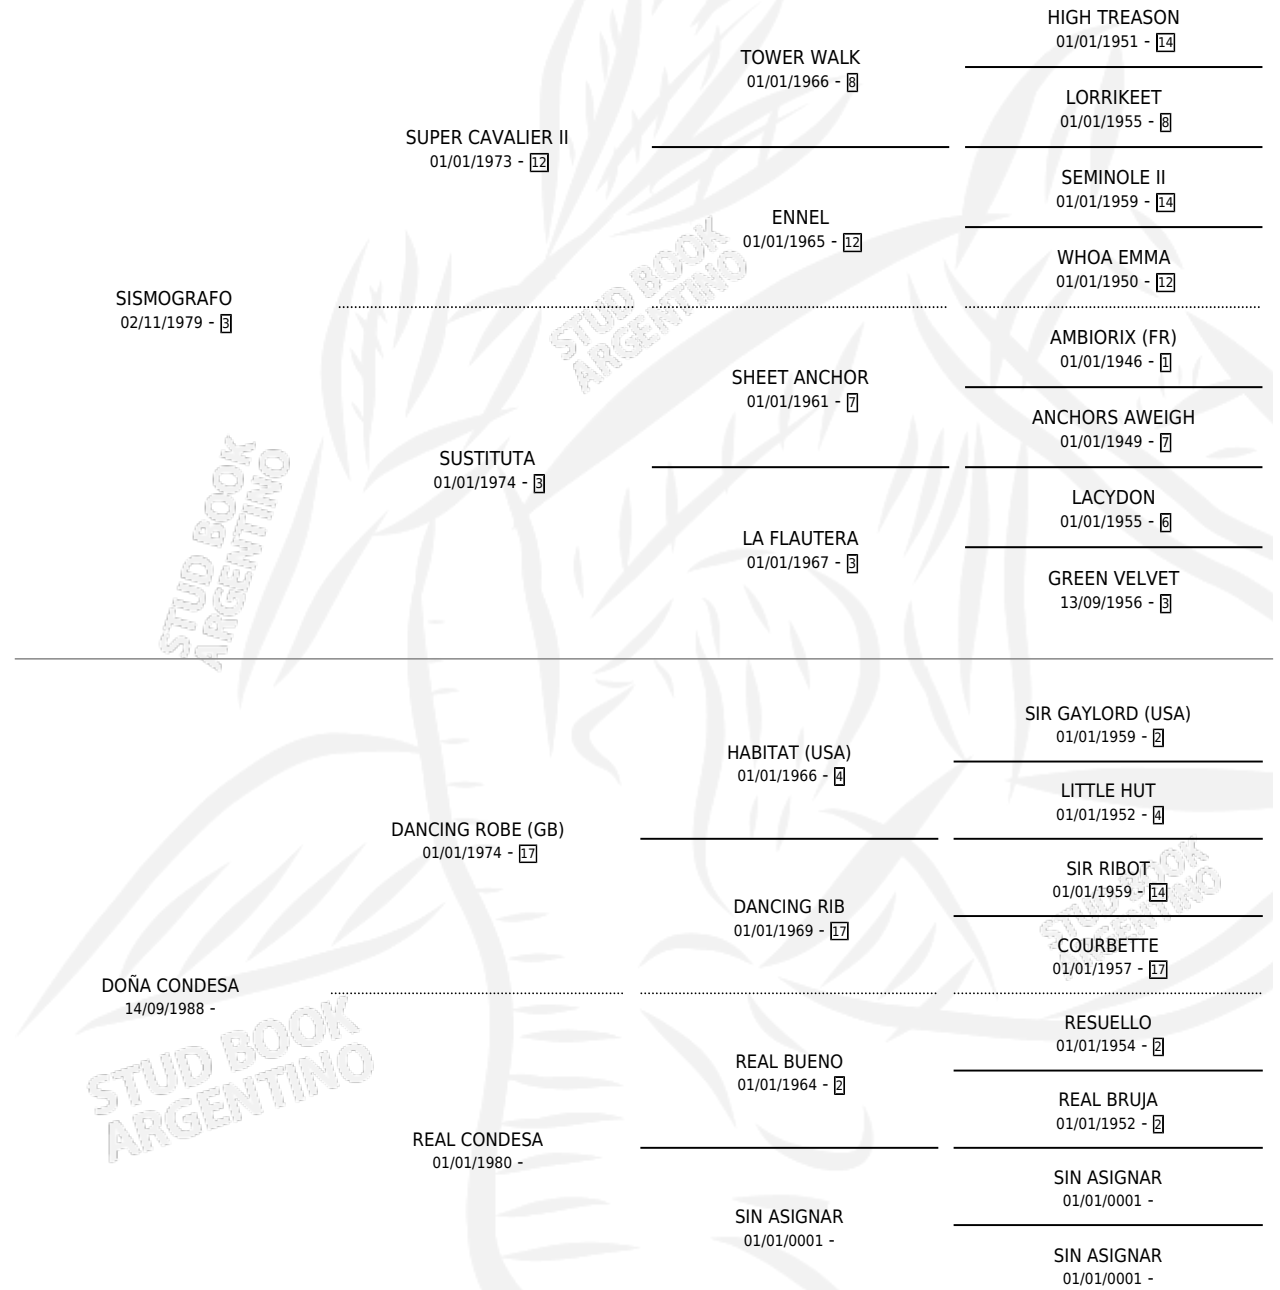 HIGH TREASON
01/01/1951 - 14
TOWER WALK
01/01/1966 - 8
LORRIKEET
01/01/1955 - 8
SUPER CAVALIER II
01/01/1973 - 12
SEMINOLE II
01/01/1959 - 14
ENNEL
01/01/1965 - 12
WHOA EMMA
01/01/1950 - 12
SISMOGRAFO
02/11/1979 - 3
AMBIORIX (FR)
01/01/1946 - 1
SHEET ANCHOR
01/01/1961 - 7
ANCHORS AWEIGH
01/01/1949 - 7
SUSTITUTA
01/01/1974 - 3
LACYDON
01/01/1955 - 6
LA FLAUTERA
01/01/1967 - 3
GREEN VELVET
13/09/1956 - 3
SIR GAYLORD (USA)
01/01/1959 - 2
HABITAT (USA)
01/01/1966 - 4
LITTLE HUT
01/01/1952 - 4
DANCING ROBE (GB)
01/01/1974 - 17
SIR RIBOT
01/01/1959 - 14
DANCING RIB
01/01/1969 - 17
COURBETTE
01/01/1957 - 17
DOÑA CONDESA
14/09/1988 -
RESUELLO
01/01/1954 - 2
REAL BUENO
01/01/1964 - 2
REAL BRUJA
01/01/1952 - 2
REAL CONDESA
01/01/1980 -
SIN ASIGNAR
01/01/0001 -
SIN ASIGNAR
01/01/0001 -
SIN ASIGNAR
01/01/0001 -
STUD BOOK
ARGENTINO
STUD BOOK
ARGENTINO
STUD BOOK
ARGENTINO
STUD BOOK
ARGENTINO